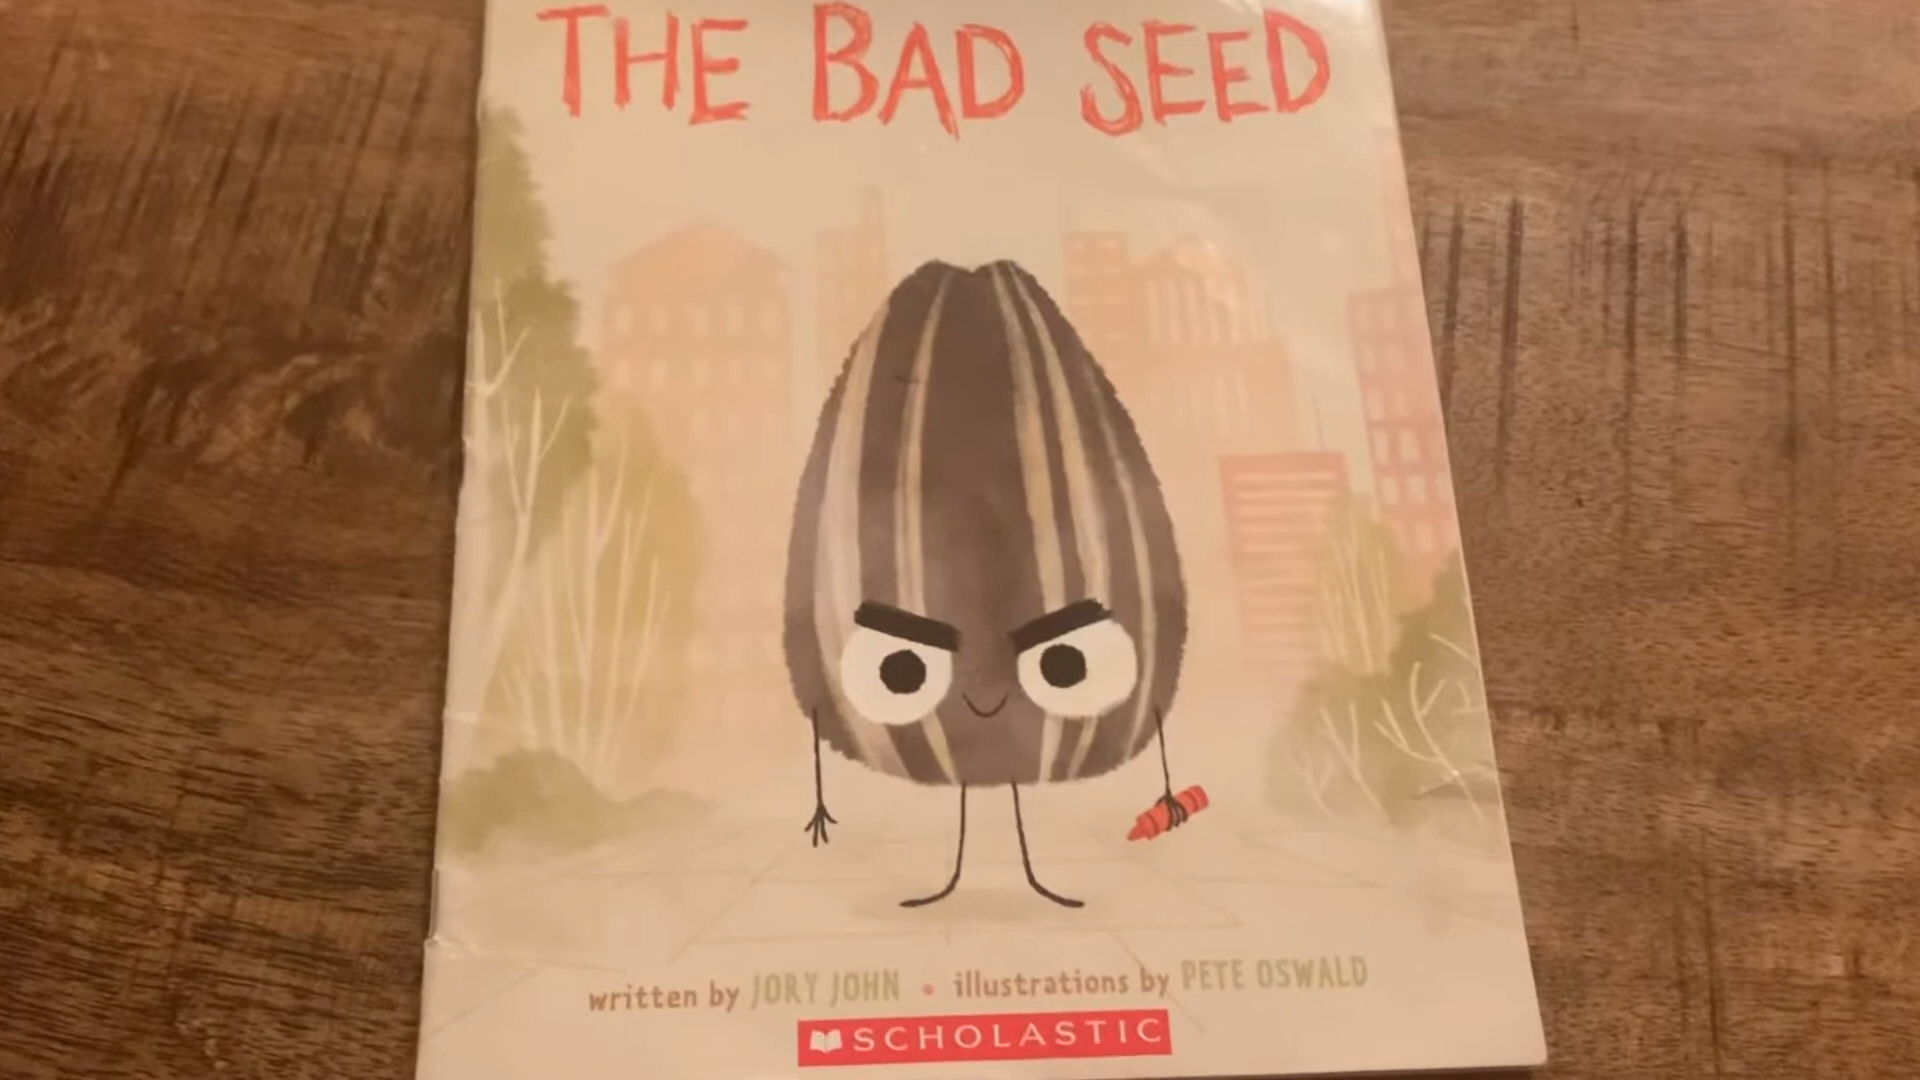 THE BAD SEED
written by JORY JOHN • illustrations by PETE OSWALD
SCHOLASTIC